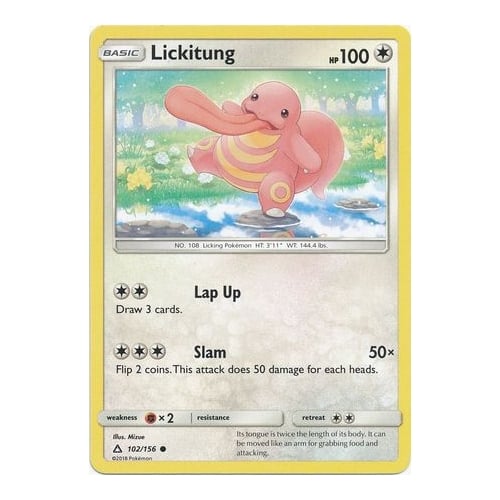 BASIC Lickitung HP 100
NO. 108 Licking Pokémon HT: 3'11" WT: 144.4 lbs.
Lap Up
Draw 3 cards.
Slam 50×
Flip 2 coins. This attack does 50 damage for each heads.
weakness × 2 resistance retreat
Illus. Mizue
102/156
©2018 Pokémon
Its tongue is twice the length of its body. It can
be moved like an arm for grabbing food and
attacking.